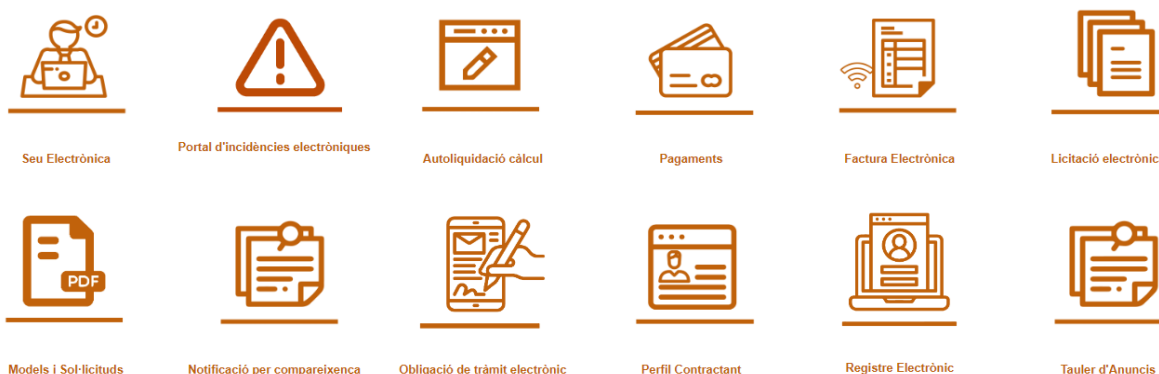 Seu Electrònica
Portal d'incidències electròniques
Autoliquidació càlcul
Pagaments
Factura Electrònica
Licitació electrònic
PDF
Models i Sol·licituds
Notificació per compareixença
Obligació de tràmit electrònic
Perfil Contractant
Registre Electrònic
Tauler d'Anuncis